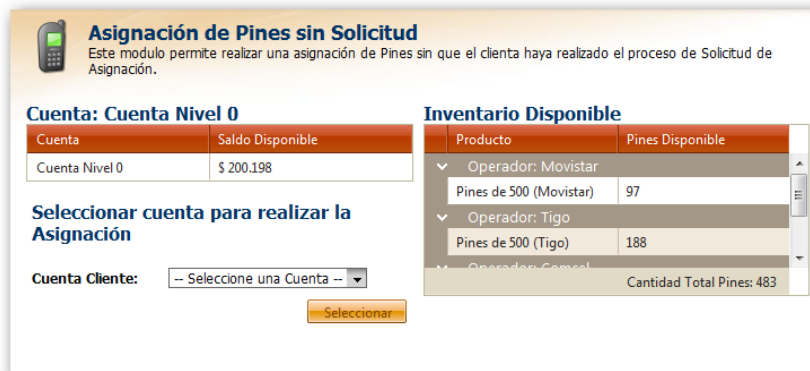 Asignación de Pines sin Solicitud
Este modulo permite realizar una asignación de Pines sin que el clienta haya realizado el proceso de Solicitud de
Asignación.
Cuenta: Cuenta Nivel 0
Cuenta Saldo Disponible
Cuenta Nivel 0 $ 200.198
Seleccionar cuenta para realizar la
Asignación
Cuenta Cliente: -- Seleccione una Cuenta --
Seleccionar
Inventario Disponible
Producto Pines Disponible
Operador: Movistar
Pines de 500 (Movistar) 97
Operador: Tigo
Pines de 500 (Tigo) 188
Operador: Comcel
Cantidad Total Pines: 483